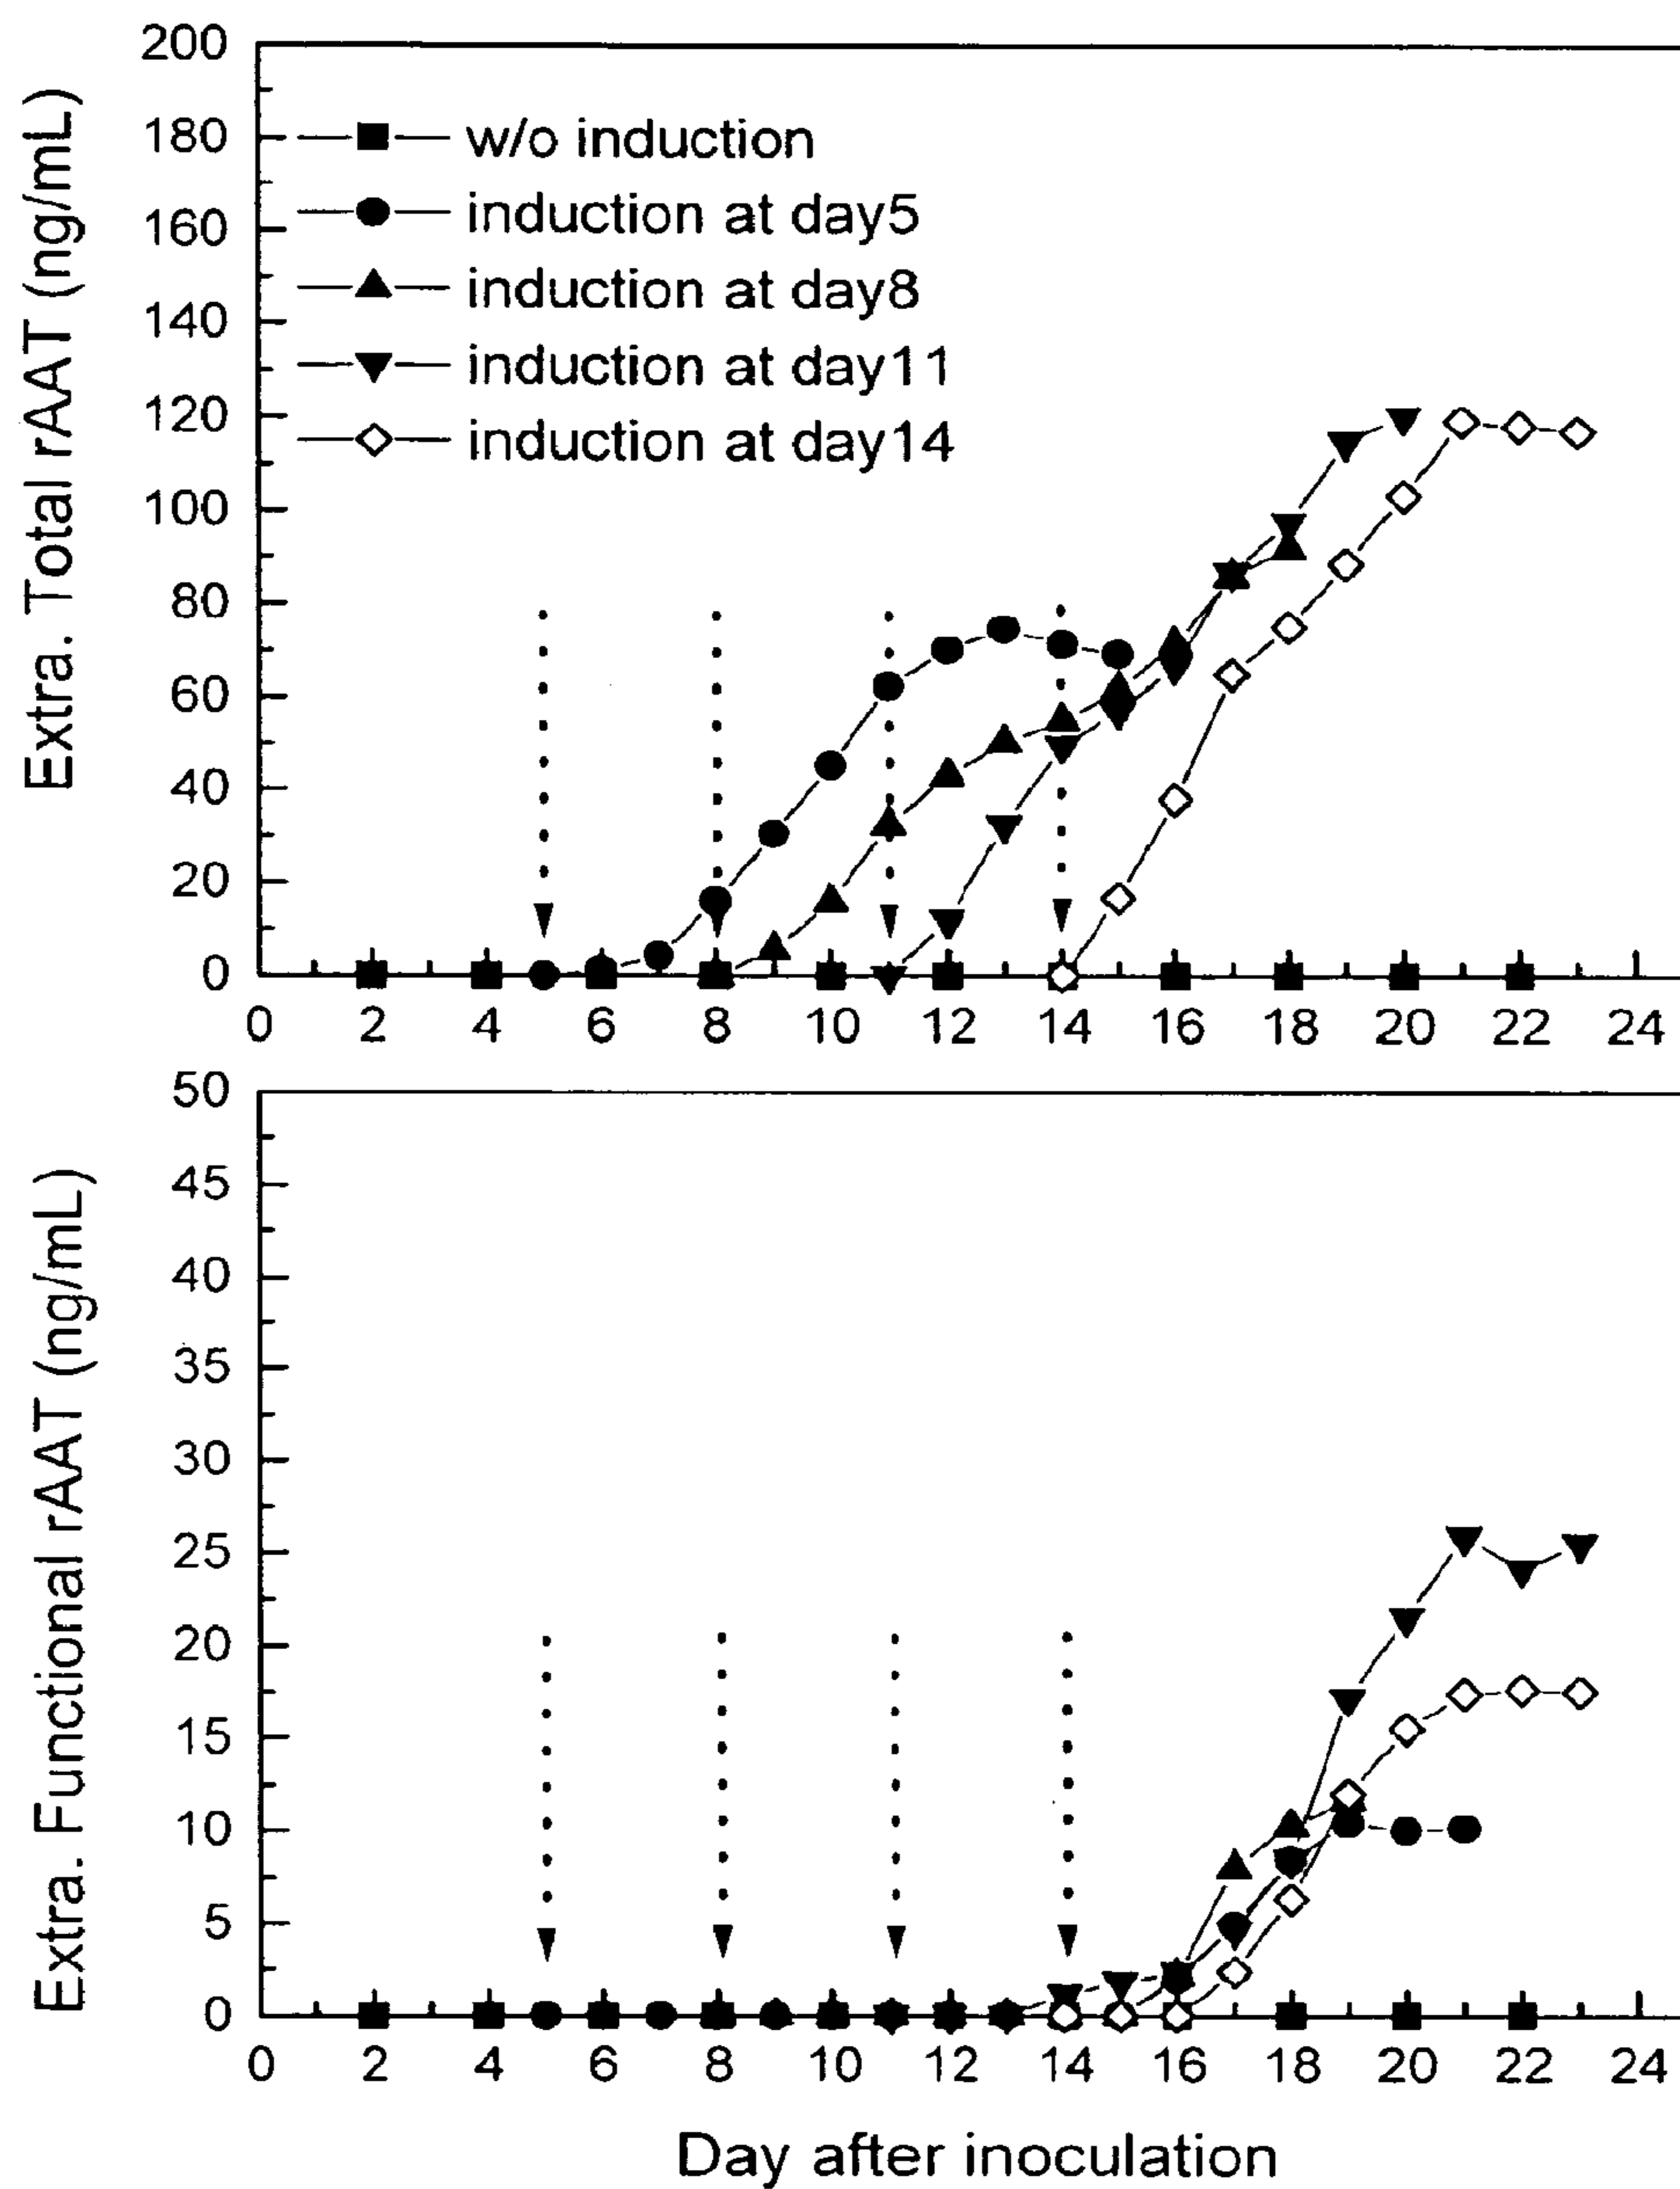 Extra. Total rAAT (ng/mL)
200
180
160
140
120
100
80
60
40
20
0
w/o induction
induction at day5
induction at day8
induction at day11
induction at day14
0 2 4 6 8 10 12 14 16 18 20 22 24
Extra. Functional rAAT (ng/mL)
50
45
40
35
30
25
20
15
10
5
0
0 2 4 6 8 10 12 14 16 18 20 22 24
Day after inoculation